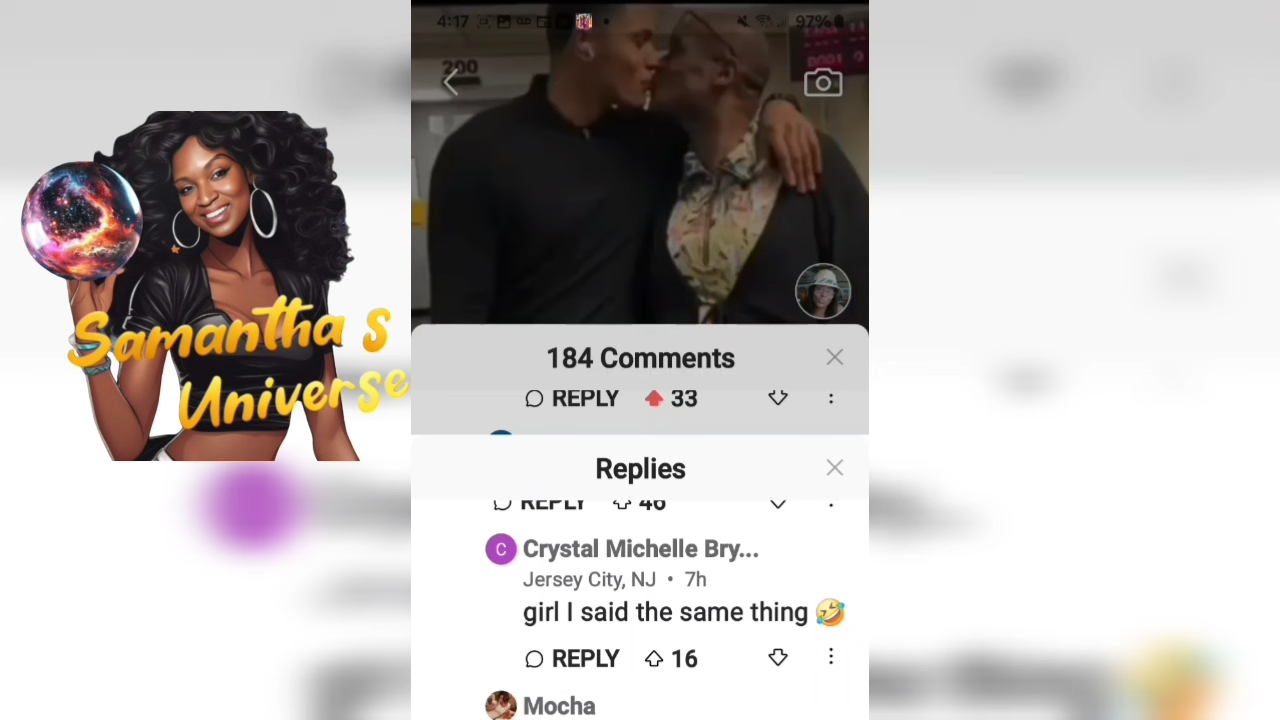 4:17
97%
200
Samantha s
Universe
184 Comments
REPLY 33
Replies
REPLY 46
C Crystal Michelle Bry...
Jersey City, NJ • 7h
girl I said the same thing 🤣
REPLY 16
Mocha